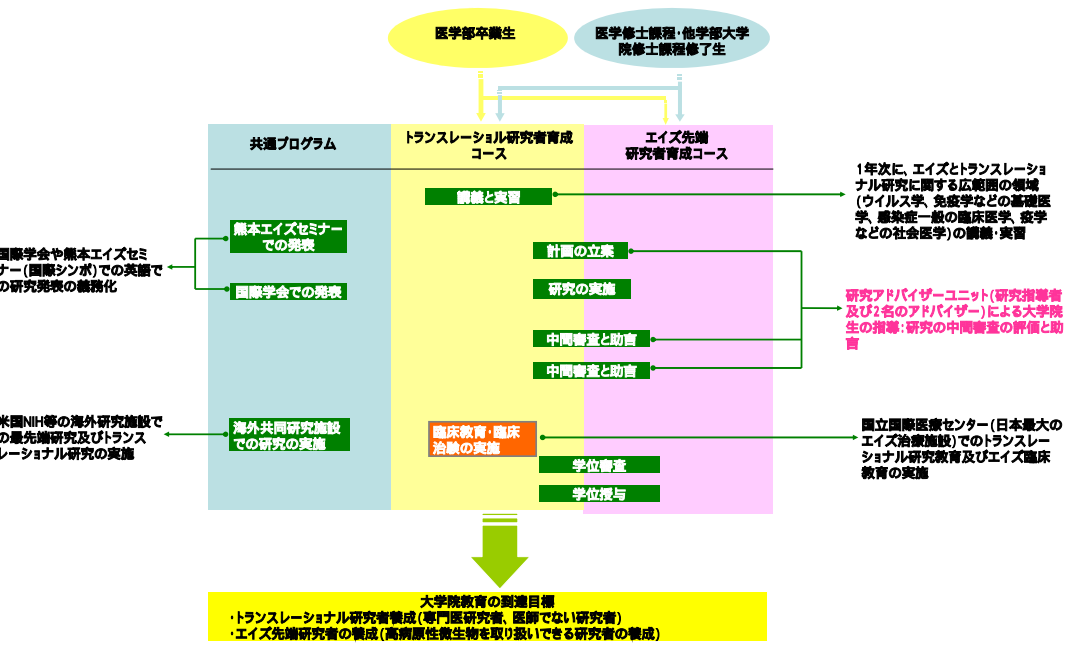 医学部卒業生
医学修士課程・他学部大学
院修士課程修了生
共通プログラム
トランスレーショル研究者育成
コース
エイズ先端
研究者育成コース
講義と実習
1年次に、エイズとトランスレーショ
ナル研究に関する広範囲の領域
(ウイルス学、免疫学などの基礎医
学、感染症一般の臨床医学、疫学
などの社会医学)の講義・実習
熊本エイズセミナー
での発表
国際学会での発表
国際学会や熊本エイズセミ
ナー(国際シンポ)での英語で
の研究発表の義務化
計画の立案
研究の実施
中間審査と助言
中間審査と助言
研究アドバイザーユニット(研究指導者
及び2名のアドバイザー)による大学院
生の指導:研究の中間審査の評価と助
言
米国NIH等の海外研究施設で
の最先端研究及びトランス
レーショナル研究の実施
海外共同研究施設
での研究の実施
臨床教育・臨床
治験の実施
国立国際医療センター(日本最大の
エイズ治療施設)でのトランスレー
ショナル研究教育及びエイズ臨床
教育の実施
学位審査
学位授与
大学院教育の到達目標
・トランスレーショナル研究者養成(専門医研究者、医師でない研究者)
・エイズ先端研究者の養成(高病原性微生物を取り扱いできる研究者の養成)